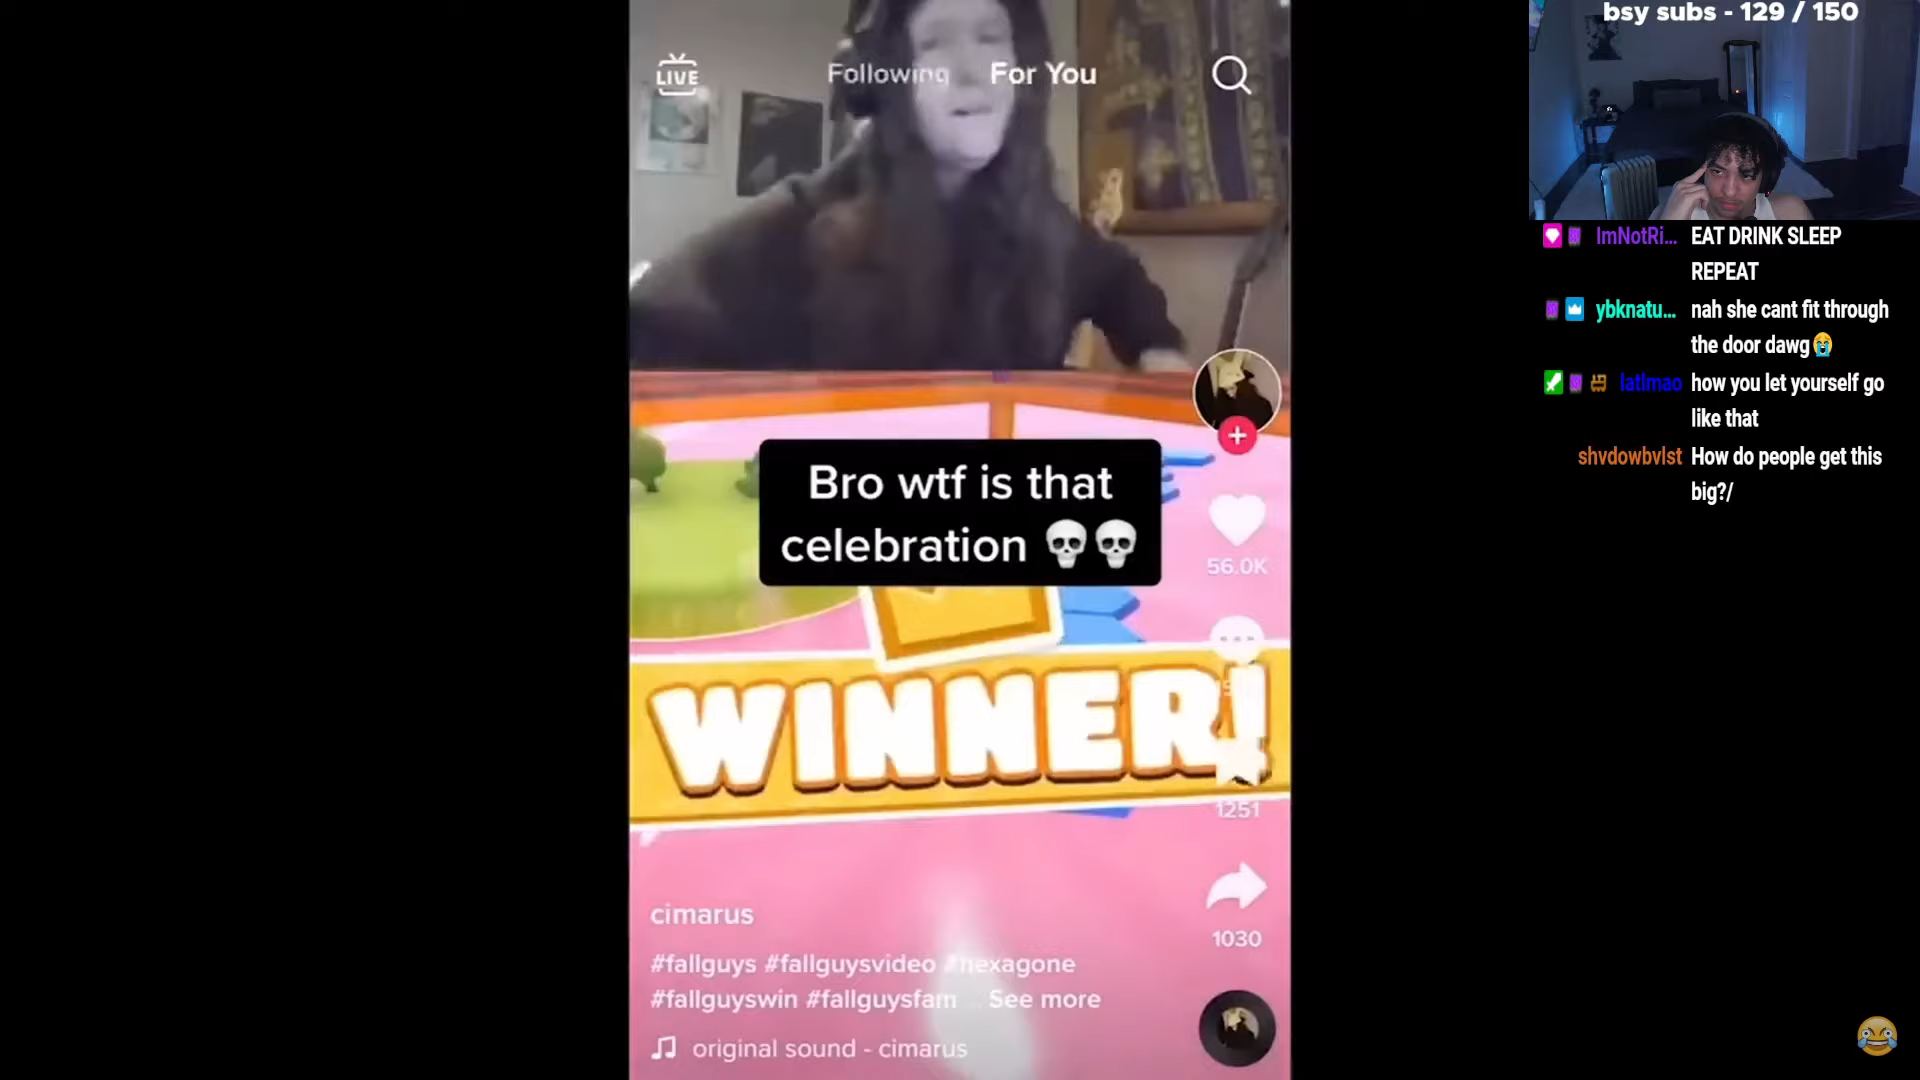 bsy subs - 129 / 150
LIVE
Following
For You
ImNotRi... EAT DRINK SLEEP
REPEAT
ybknatu... nah she cant fit through
the door dawg😭
latlmao how you let yourself go
like that
shvdowbvlst How do people get this
big?/
Bro wtf is that
celebration 💀💀
56.0K
WINNER!
1251
1030
cimarus
#fallguys #fallguysvideo #hexagone
#fallguyswin #fallguysfam
See more
original sound - cimarus